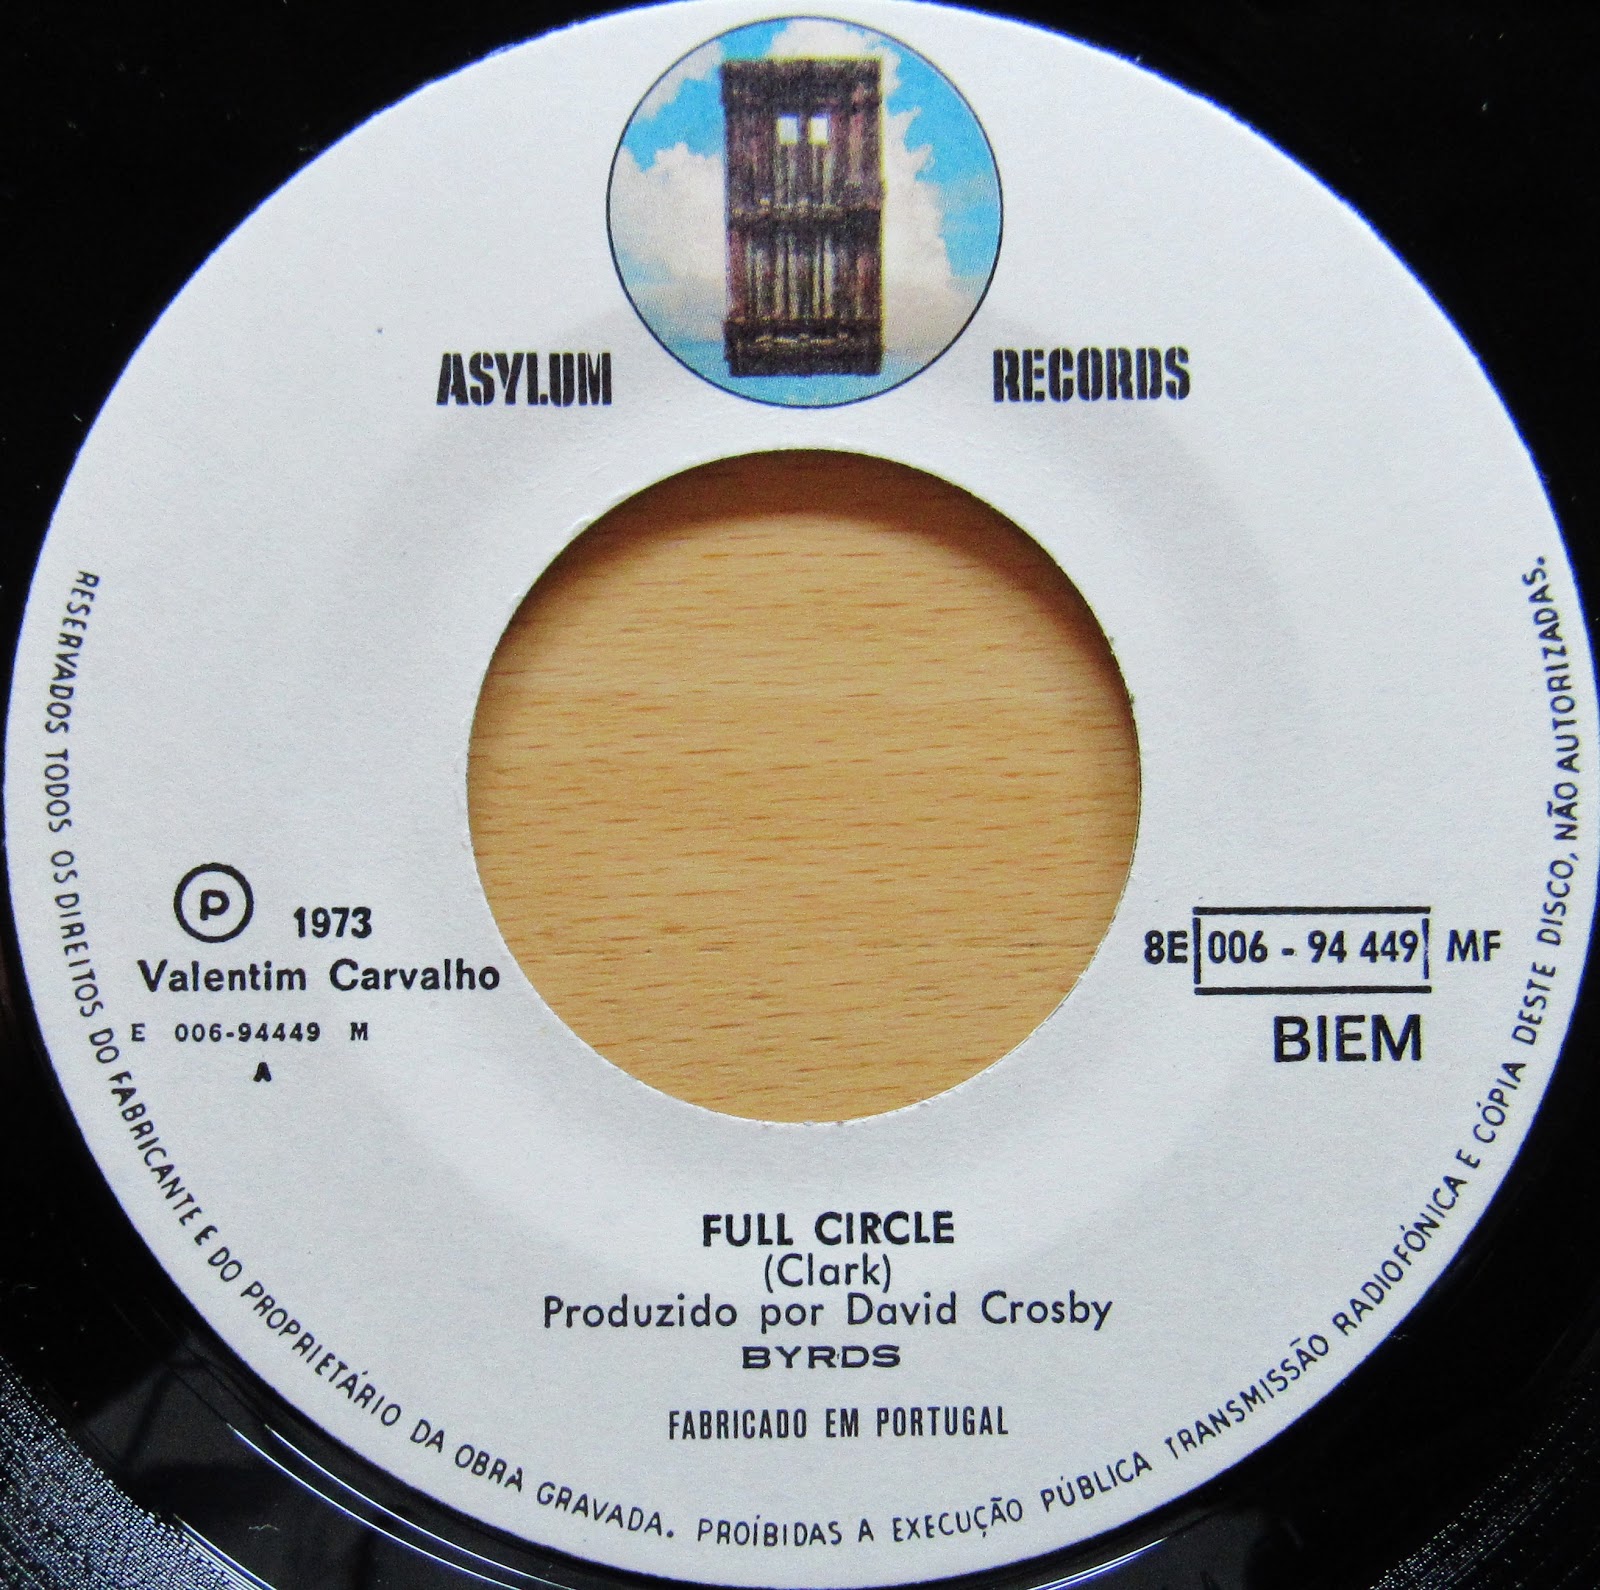 ASYLUM RECORDS
℗ 1973
Valentim Carvalho
E 006-94449 M
A
8E 006 - 94 449 MF
BIEM
FULL CIRCLE
(Clark)
Produzido por David Crosby
BYRDS
FABRICADO EM PORTUGAL
RESERVADOS TODOS OS DIREITOS DO FABRICANTE E DO PROPRIETÁRIO DA OBRA GRAVADA. PROÍBIDAS A EXECUÇÃO PÚBLICA TRANSMISSÃO RADIOFÓNICA E CÓPIA DESTE DISCO, NÃO AUTORIZADAS.